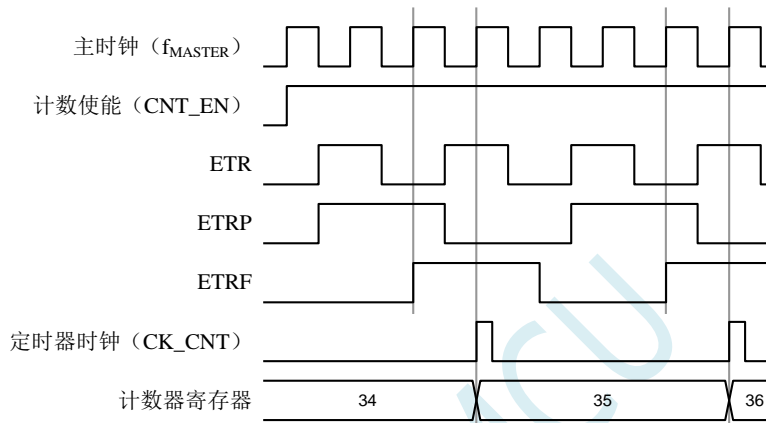 主时钟（fMASTER）
计数使能（CNT_EN）
ETR
ETRP
ETRF
定时器时钟（CK_CNT）
计数器寄存器 34 35 36
MCU